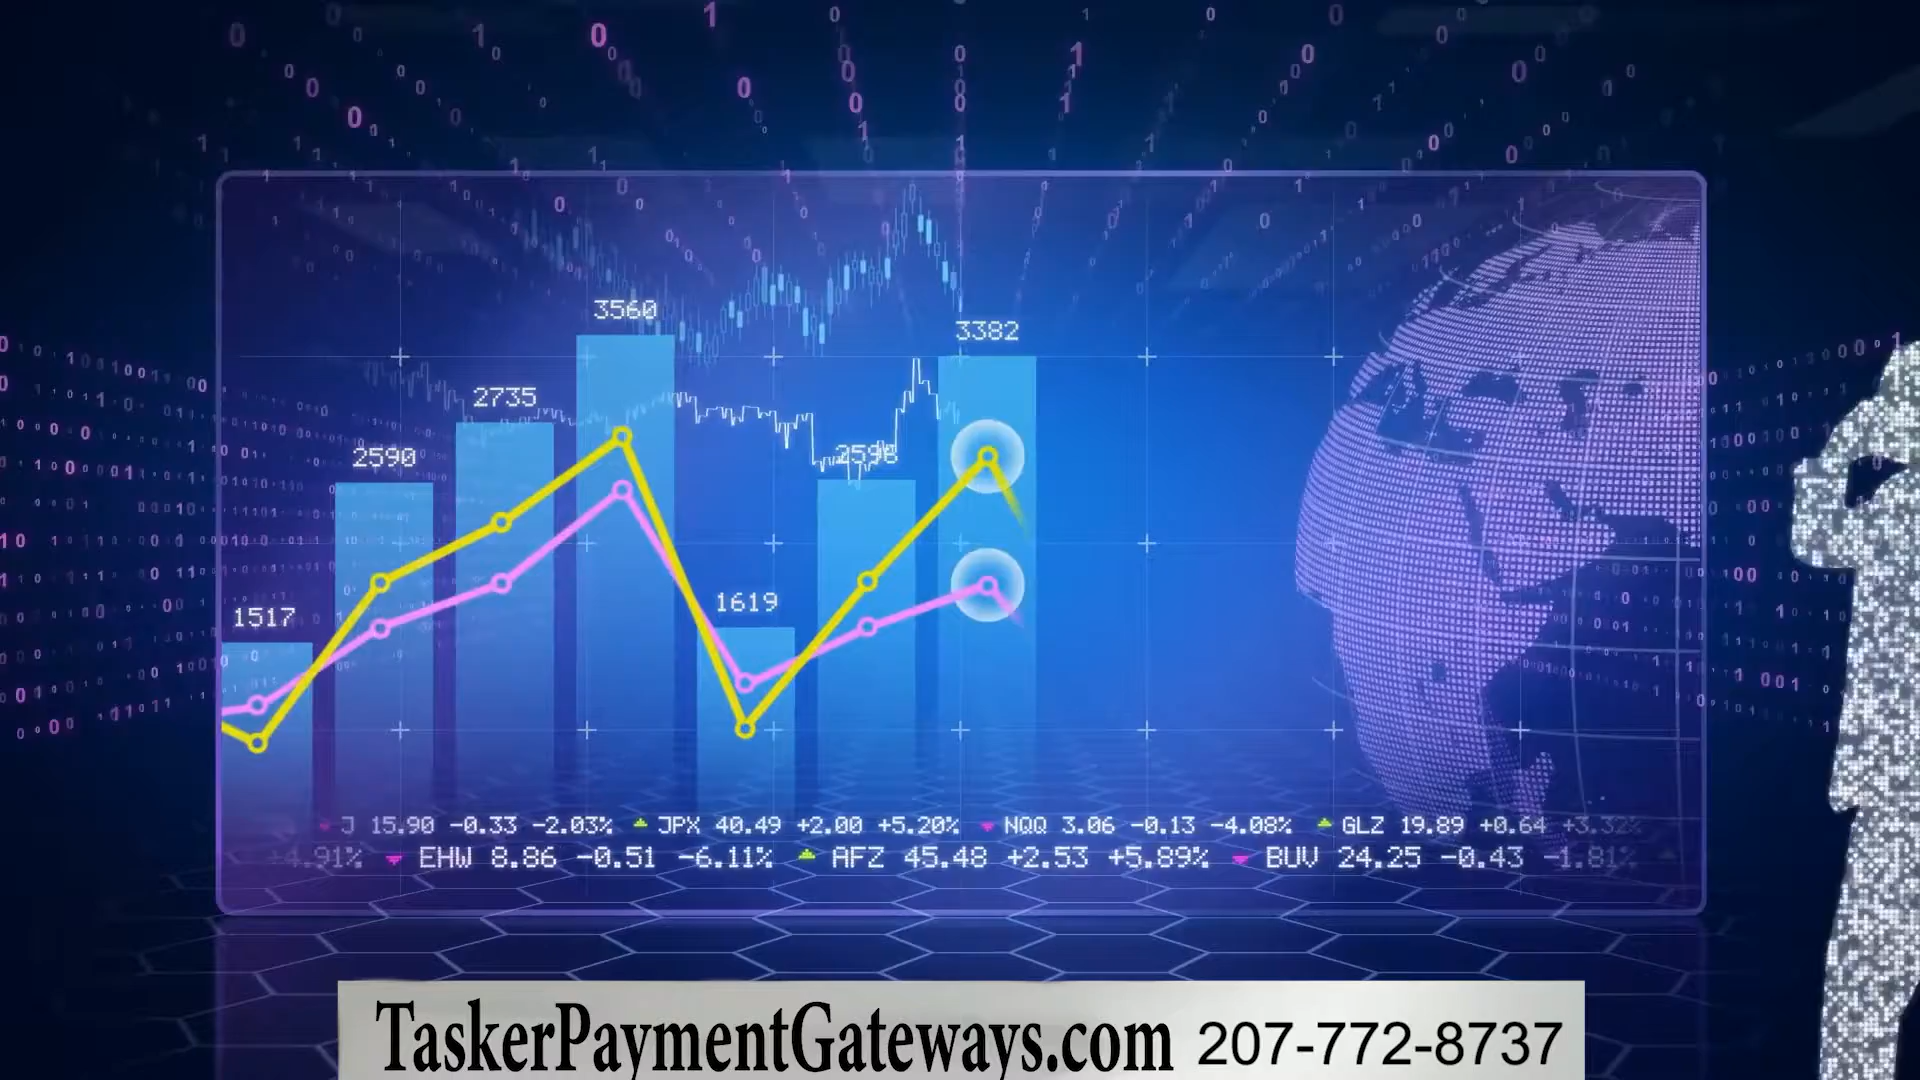 3560
3382
2735
2590
2598
1517
1619
J 15.90 -0.33 -2.03% JPX 40.49 +2.00 +5.20% NQQ 3.06 -0.13 -4.08% GLZ 19.89 +0.64 +3.32%
+4.91% EHW 8.86 -0.51 -6.11% AFZ 45.48 +2.53 +5.89% BUV 24.25 -0.43 -1.81%
TaskerPaymentGateways.com 207-772-8737